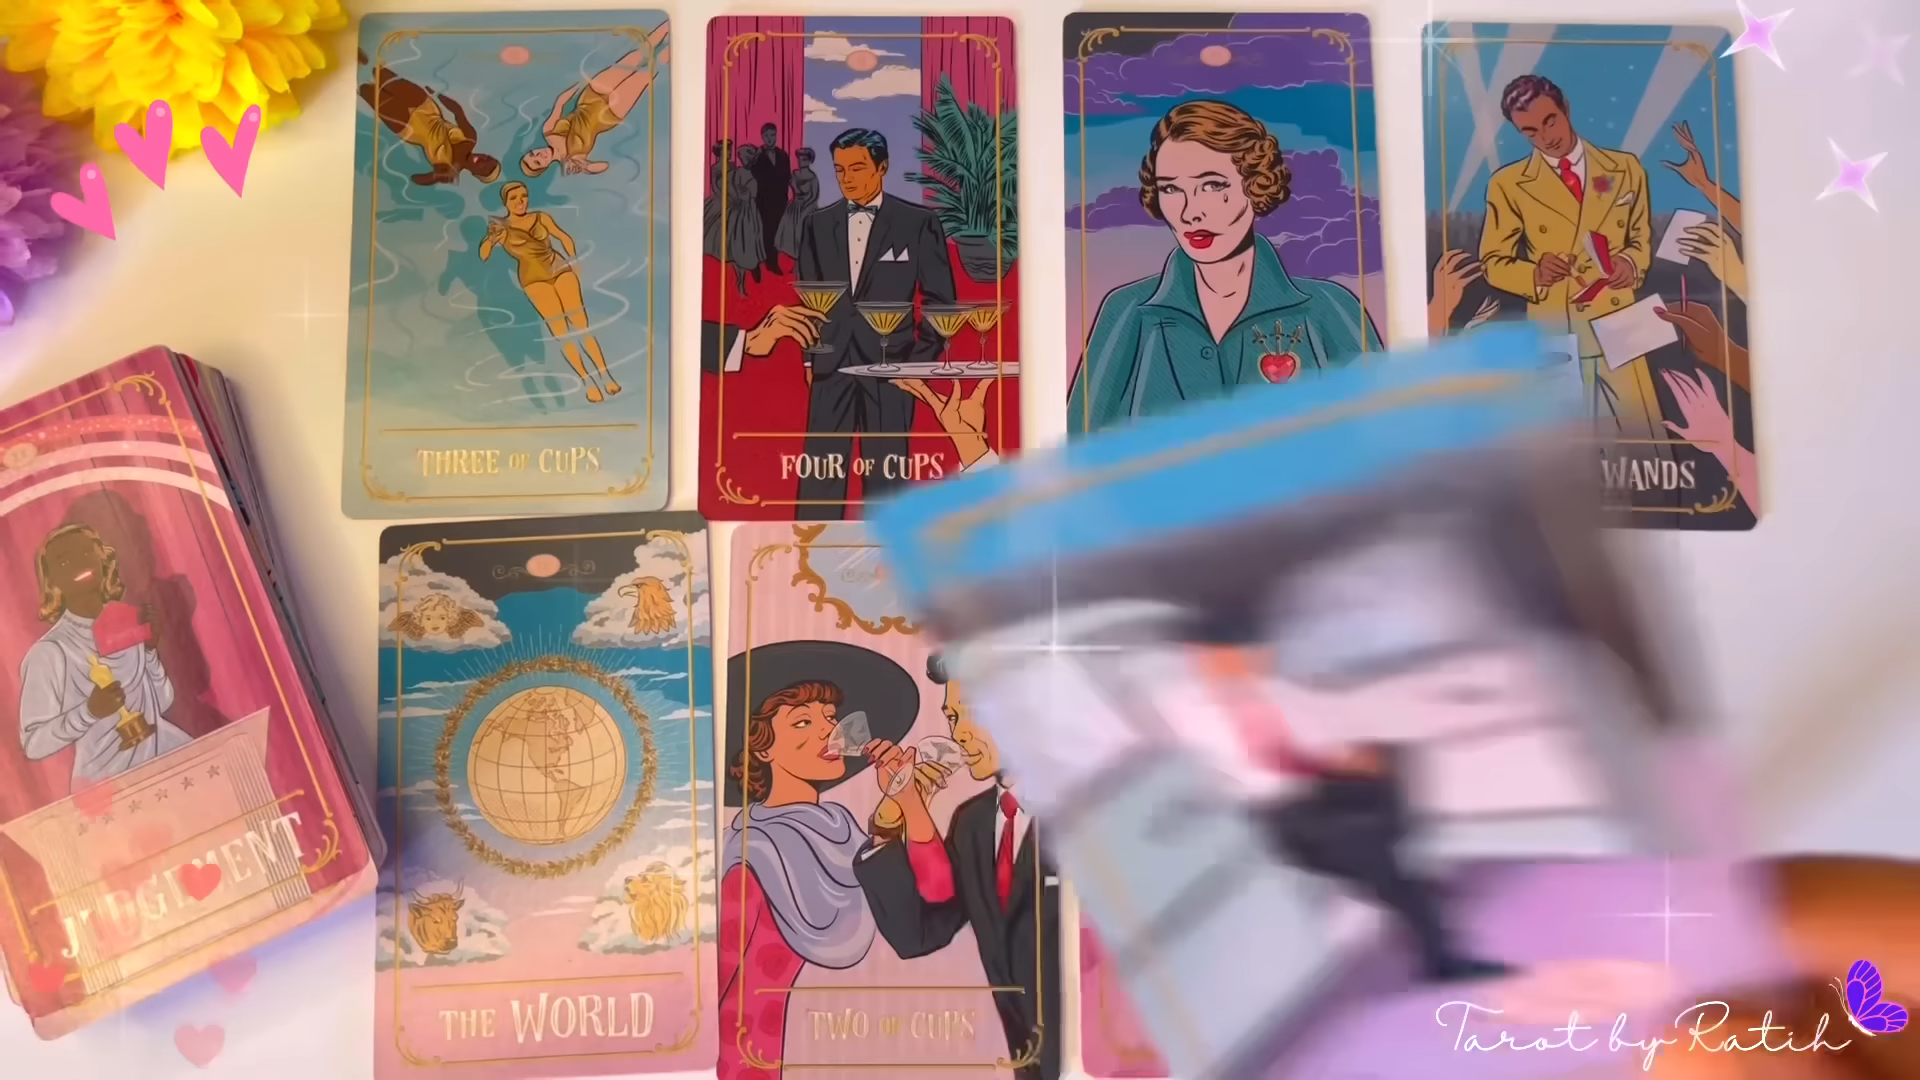 THREE OF CUPS
FOUR OF CUPS
WANDS
JUDGEMENT
THE WORLD
TWO OF CUPS
Tarot by Ratih